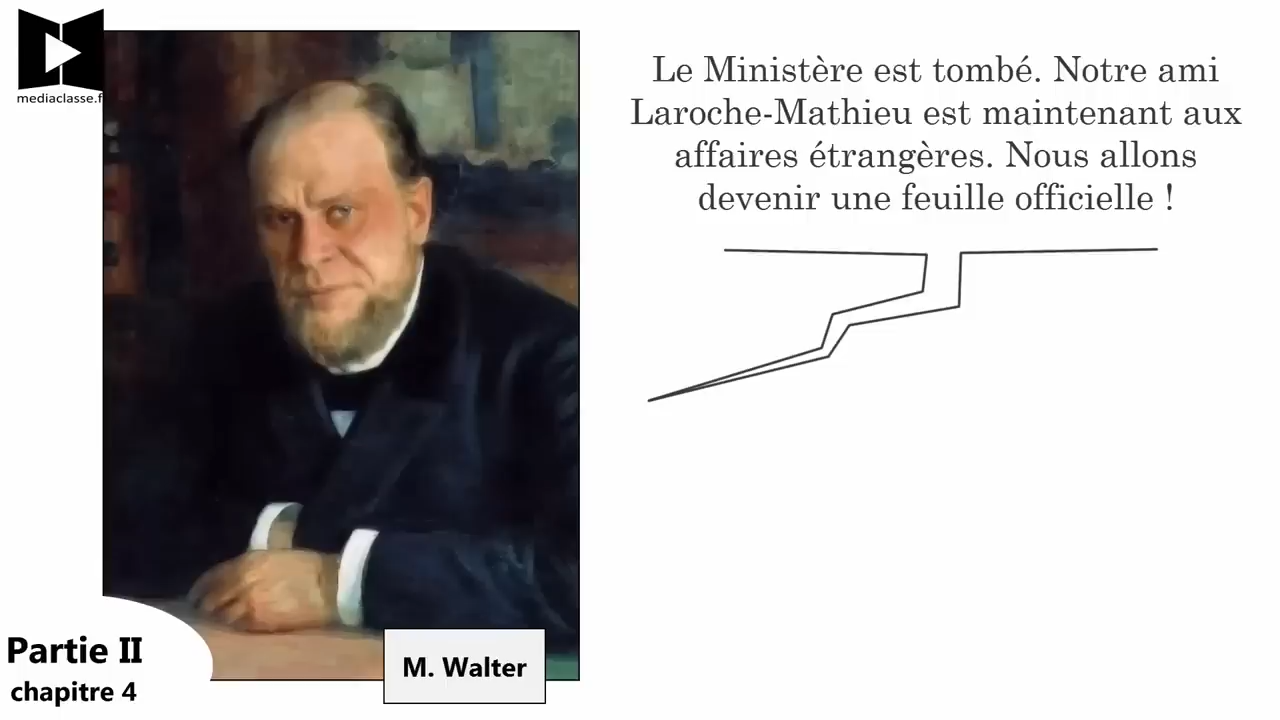 mediaclasse.f
Le Ministère est tombé. Notre ami
Laroche-Mathieu est maintenant aux
affaires étrangères. Nous allons
devenir une feuille officielle !
Partie II
chapitre 4
M. Walter